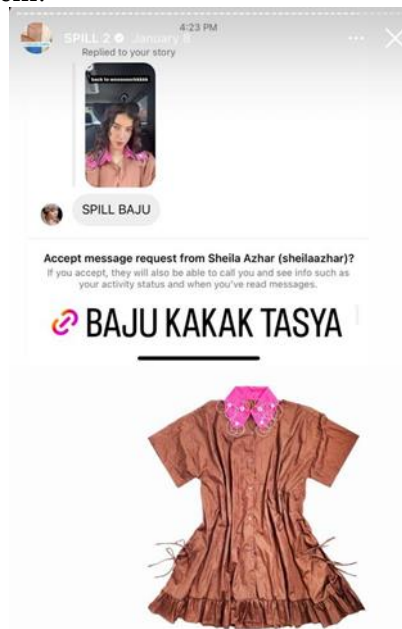 4:23 PM
SPILL 2 January 8
Replied to your story
back to
SPILL BAJU
Accept message request from Sheila Azhar (sheilaazhar)?
If you accept, they will also be able to call you and see info such as
your activity status and when you've read messages.
BAJU KAKAK TASYA